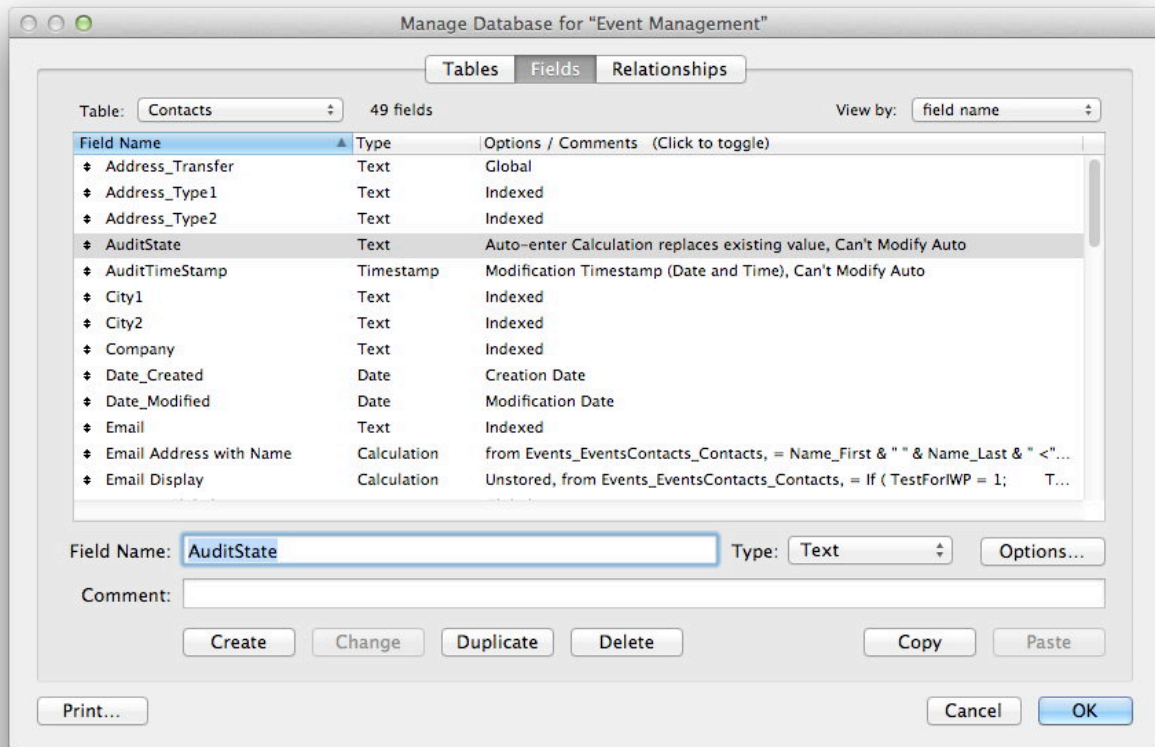 Manage Database for “Event Management”
Tables Fields Relationships
Table: Contacts 49 fields View by: field name
Field Name Type Options / Comments (Click to toggle)
Address_Transfer Text Global
Address_Type1 Text Indexed
Address_Type2 Text Indexed
AuditState Text Auto-enter Calculation replaces existing value, Can't Modify Auto
AuditTimeStamp Timestamp Modification Timestamp (Date and Time), Can't Modify Auto
City1 Text Indexed
City2 Text Indexed
Company Text Indexed
Date_Created Date Creation Date
Date_Modified Date Modification Date
Email Text Indexed
Email Address with Name Calculation from Events_EventsContacts_Contacts, = Name_First & " " & Name_Last & " <"...
Email Display Calculation Unstored, from Events_EventsContacts_Contacts, = If ( TestForIWP = 1; T...
Field Name: AuditState Type: Text Options...
Comment:
Create Change Duplicate Delete Copy Paste
Print... Cancel OK